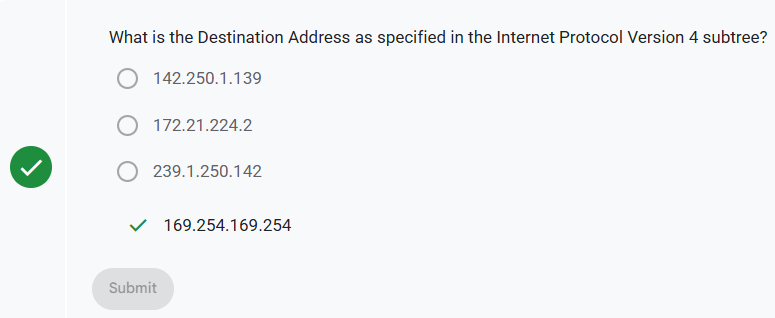 What is the Destination Address as specified in the Internet Protocol Version 4 subtree?
142.250.1.139
172.21.224.2
239.1.250.142
169.254.169.254
Submit